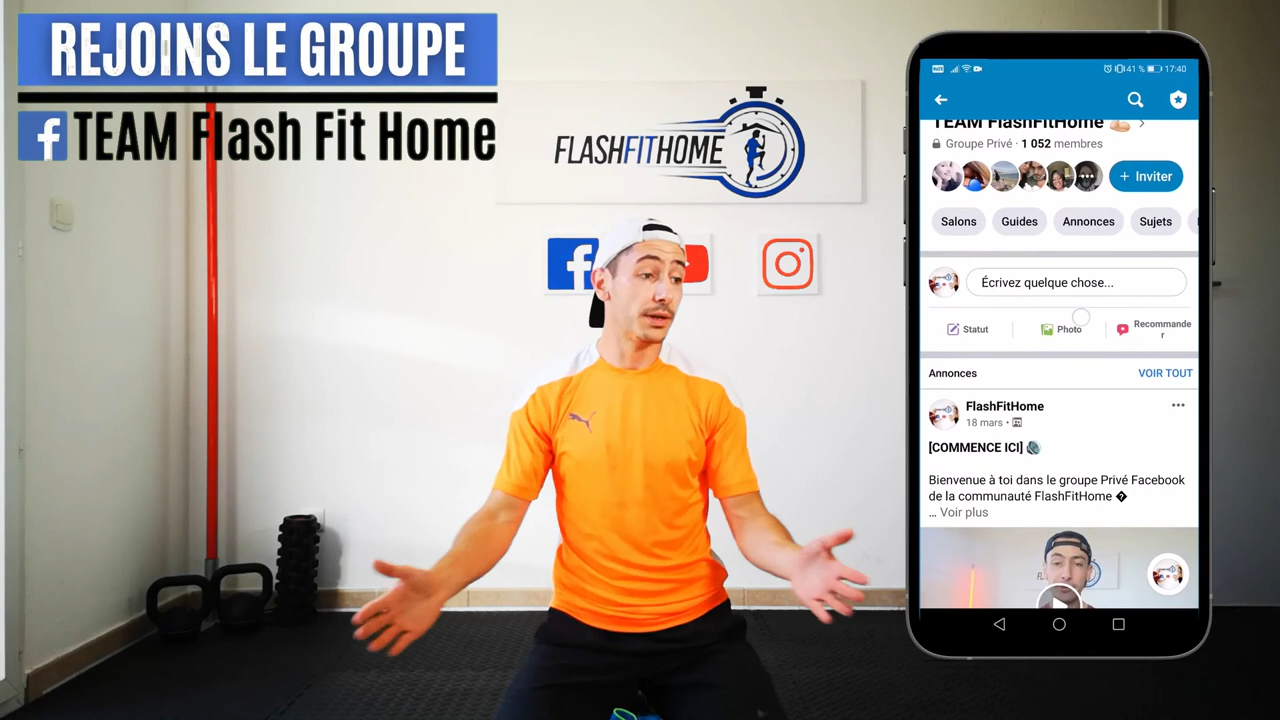 REJOINS LE GROUPE
f TEAM Flash Fit Home
FLASHFITHOME
f
41 % 17:40
TEAM FlashFitHome
Groupe Privé · 1 052 membres
+ Inviter
Salons Guides Annonces Sujets
Écrivez quelque chose...
Statut Photo Recommande
r
Annonces VOIR TOUT
FlashFitHome
18 mars
[COMMENCE ICI]
Bienvenue à toi dans le groupe Privé Facebook
de la communauté FlashFitHome �
... Voir plus